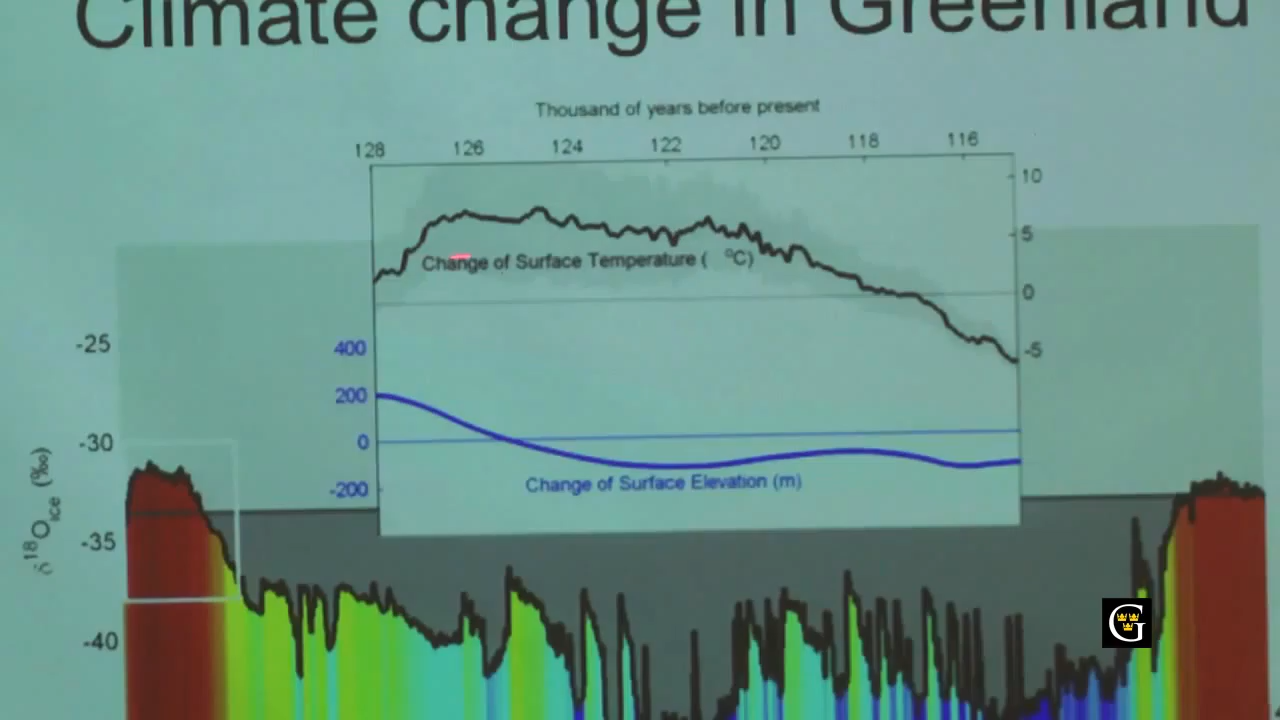 Climate change in Greenland
Thousand of years before present
128 126 124 122 120 118 116
10
5
Change of Surface Temperature ( °C)
0
-5
400
200
0
-200
Change of Surface Elevation (m)
-25
-30
-35
-40
δ18Oice (‰)
G